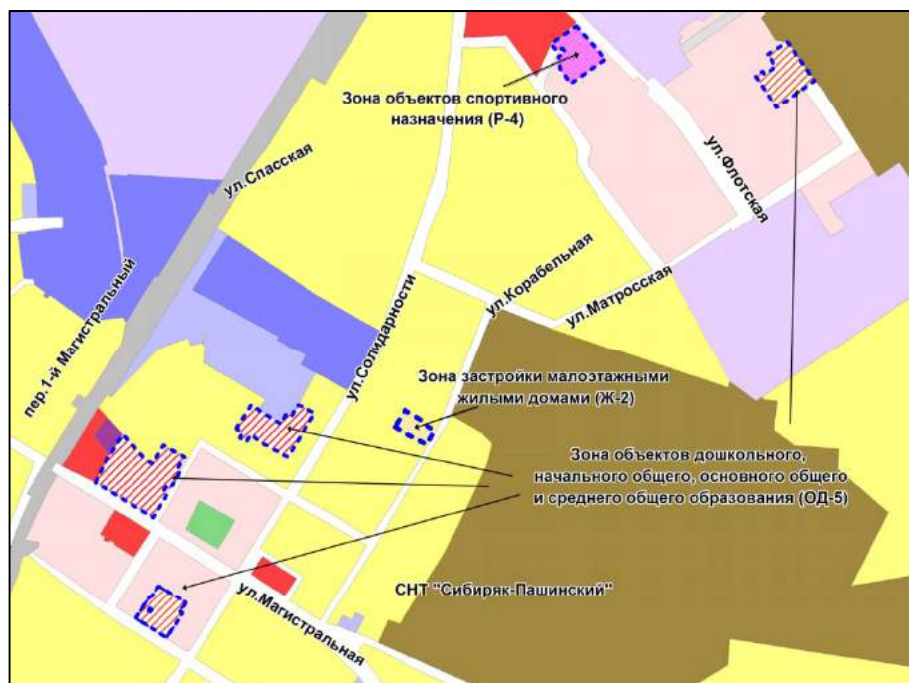 Зона объектов спортивного
назначения (Р-4)
ул.Спасская
ул.Флотская
пер.1-й Магистральный
ул.Солидарности
ул.Корабельная
ул.Матросская
Зона застройки малоэтажными
жилыми домами (Ж-2)
Зона объектов дошкольного,
начального общего, основного общего
и среднего общего образования (ОД-5)
СНТ "Сибиряк-Пашинский"
ул.Магистральная